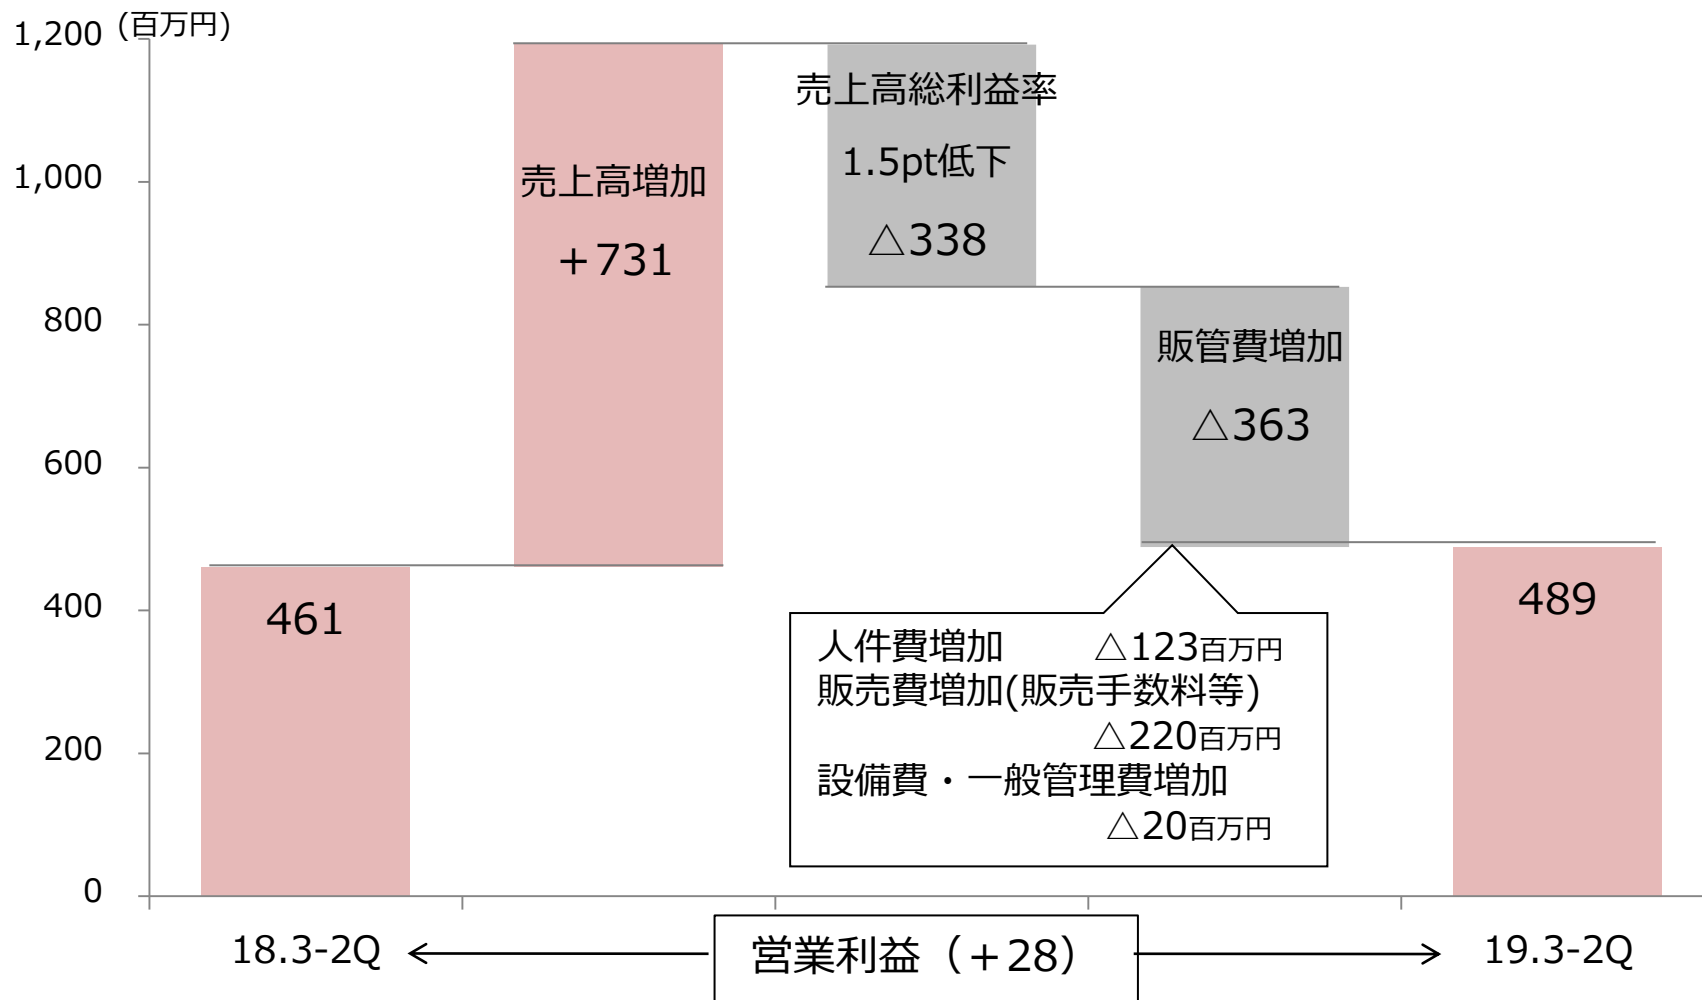 (百万円)
1,200
1,000
800
600
400
200
0
461
売上高増加
+731
売上高総利益率
1.5pt低下
△338
販管費増加
△363
489
人件費増加 △123百万円
販売費増加(販売手数料等)
△220百万円
設備費・一般管理費増加
△20百万円
18.3-2Q
営業利益(+28)
19.3-2Q